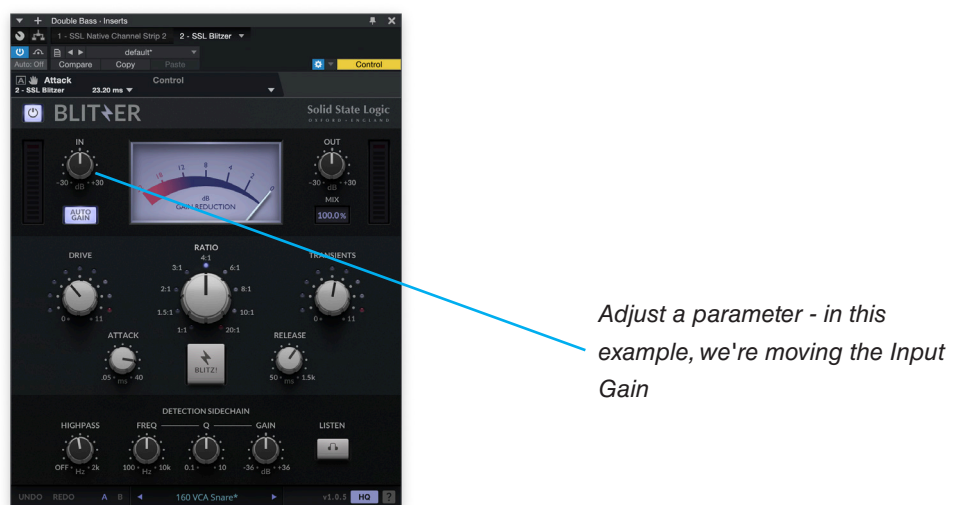 Double Bass · Inserts
1 - SSL Native Channel Strip 2 2 - SSL Blitzer
default*
Auto: Off Compare Copy Paste Control
A Attack Control
2 - SSL Blitzer 23.20 ms
BLITZER Solid State Logic
OXFORD • ENGLAND
IN OUT
-30 +30 -30 +30
dB dB
AUTO GAIN
MIX
100.0%
16 12 8 4 2 0
dB
GAIN REDUCTION
DRIVE RATIO TRANSIENTS
4:1
3:1 6:1
2:1 8:1
1.5:1 10:1
1:1 20:1
0 11 0 11
ATTACK RELEASE
BLITZ!
.05 40 50 1.5k
ms ms
DETECTION SIDECHAIN
HIGHPASS FREQ Q GAIN LISTEN
OFF 2k 100 10k 0.1 10 -36 +36
Hz Hz dB
UNDO REDO A B 160 VCA Snare* v1.0.5 HQ ?
Adjust a parameter - in this
example, we're moving the Input
Gain